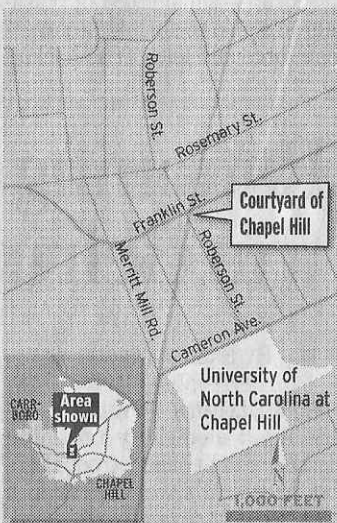 Roberson St.
Rosemary St.
Franklin St.
Courtyard of
Chapel Hill
Merritt Mill Rd.
Roberson St.
Cameron Ave.
University of
North Carolina at
Chapel Hill
CARR-
BORO
Area
shown
CHAPEL
HILL
N
1,000 FEET